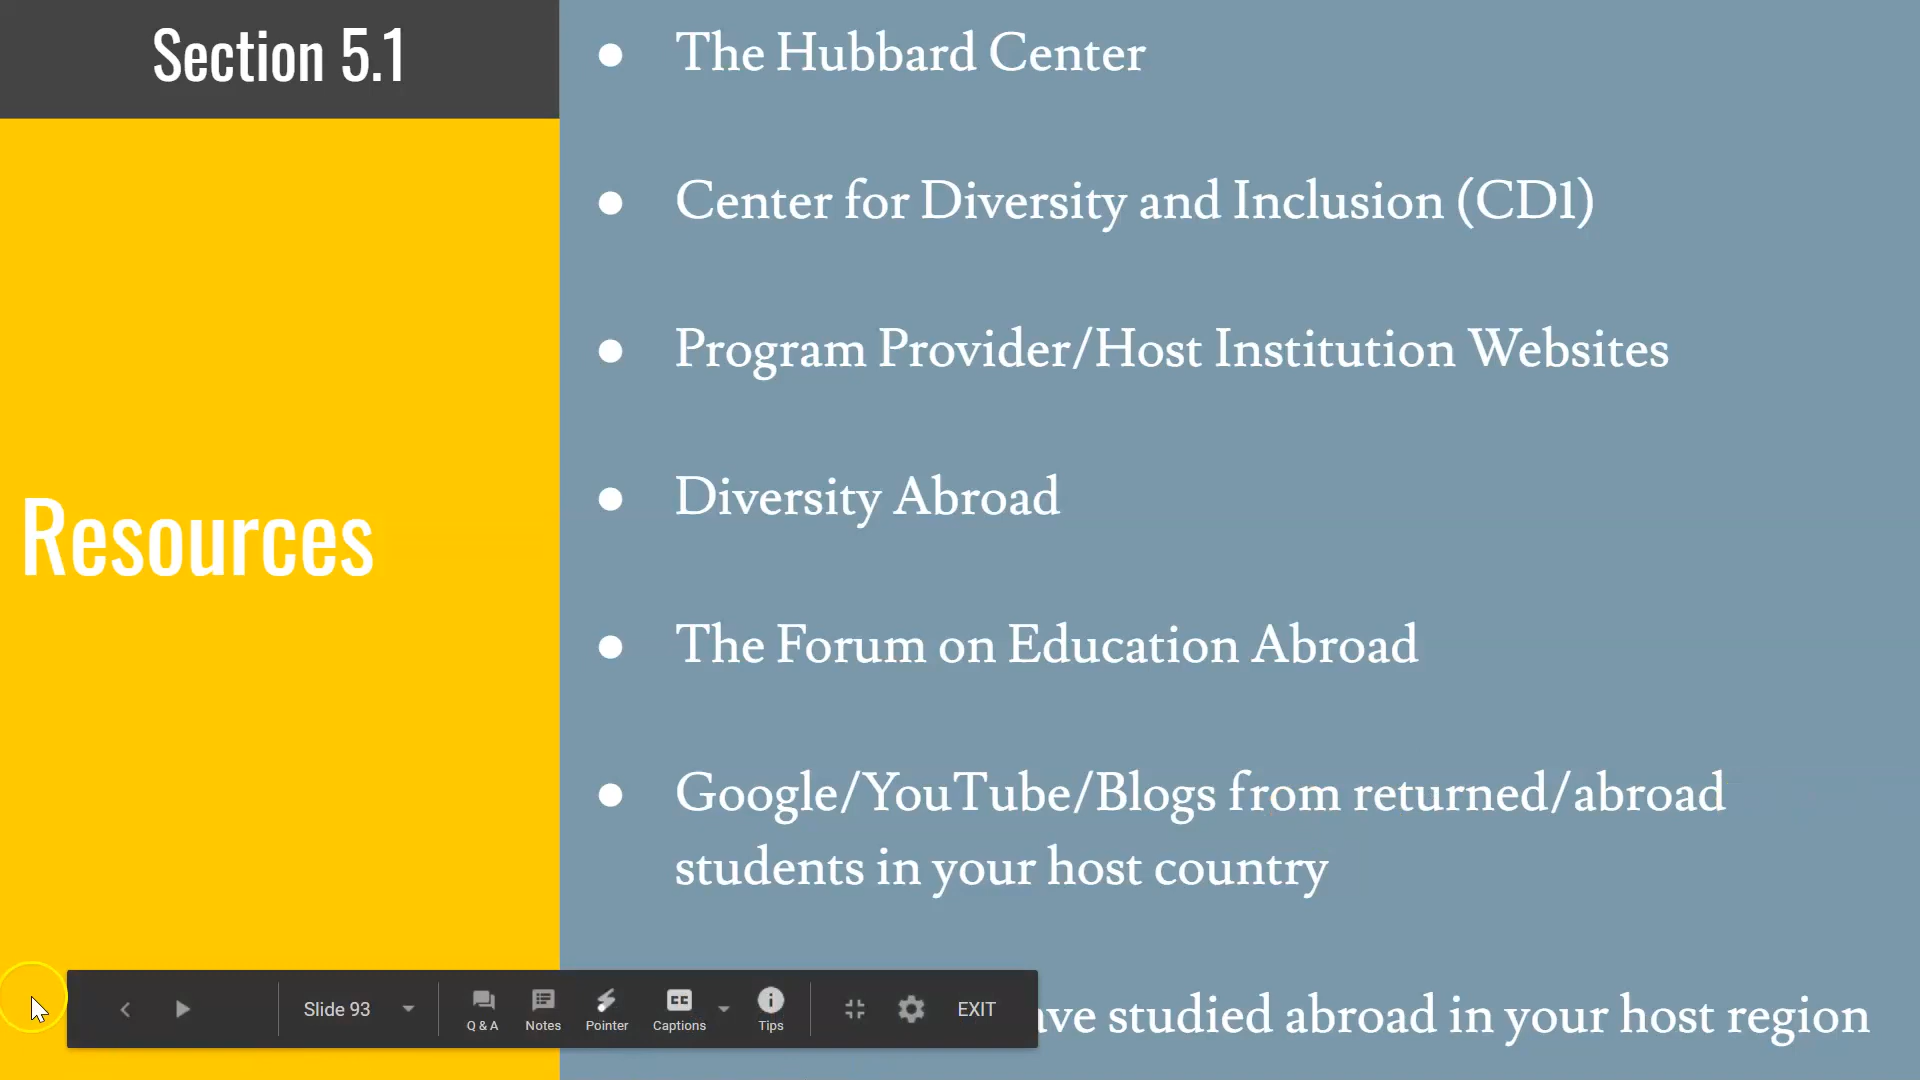 Section 5.1
Resources
● The Hubbard Center
● Center for Diversity and Inclusion (CD1)
● Program Provider/Host Institution Websites
● Diversity Abroad
● The Forum on Education Abroad
● Google/YouTube/Blogs from returned/abroad
students in your host country
studied abroad in your host region
Slide 93
Q & A
Notes
Pointer
CC
Captions
Tips
EXIT